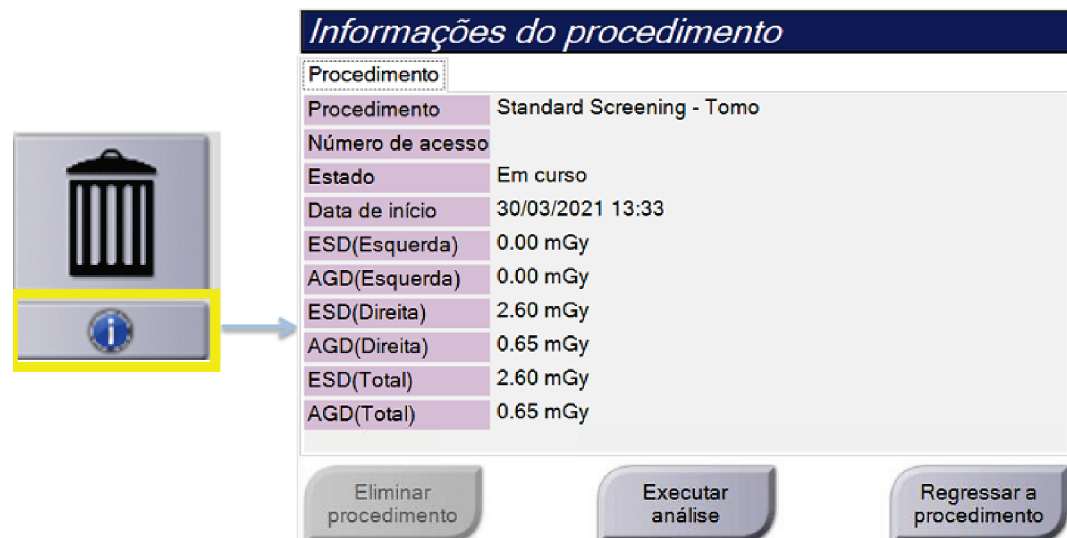 Informações do procedimento
Procedimento
Procedimento Standard Screening - Tomo
Número de acesso
Estado Em curso
Data de início 30/03/2021 13:33
ESD(Esquerda) 0.00 mGy
AGD(Esquerda) 0.00 mGy
ESD(Direita) 2.60 mGy
AGD(Direita) 0.65 mGy
ESD(Total) 2.60 mGy
AGD(Total) 0.65 mGy
Eliminar
procedimento
Executar
análise
Regressar a
procedimento